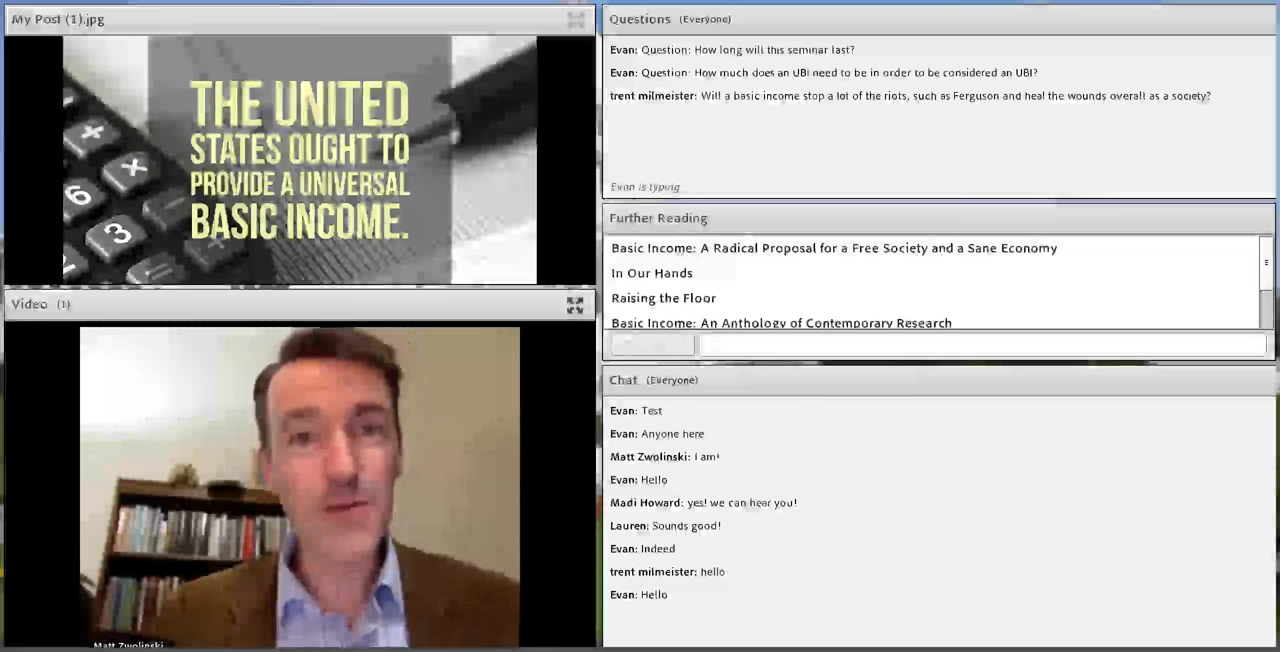 My Post (1).jpg
THE UNITED
STATES OUGHT TO
PROVIDE A UNIVERSAL
BASIC INCOME.
Video (1)
Matt Zwolinski
Questions (Everyone)
Evan: Question: How long will this seminar last?
Evan: Question: How much does an UBI need to be in order to be considered an UBI?
trent milmeister: Will a basic income stop a lot of the riots, such as Ferguson and heal the wounds overall as a society?
Evan is typing
Further Reading
Basic Income: A Radical Proposal for a Free Society and a Sane Economy
In Our Hands
Raising the Floor
Basic Income: An Anthology of Contemporary Research
Chat (Everyone)
Evan: Test
Evan: Anyone here
Matt Zwolinski: I am!
Evan: Hello
Madi Howard: yes! we can hear you!
Lauren: Sounds good!
Evan: Indeed
trent milmeister: hello
Evan: Hello